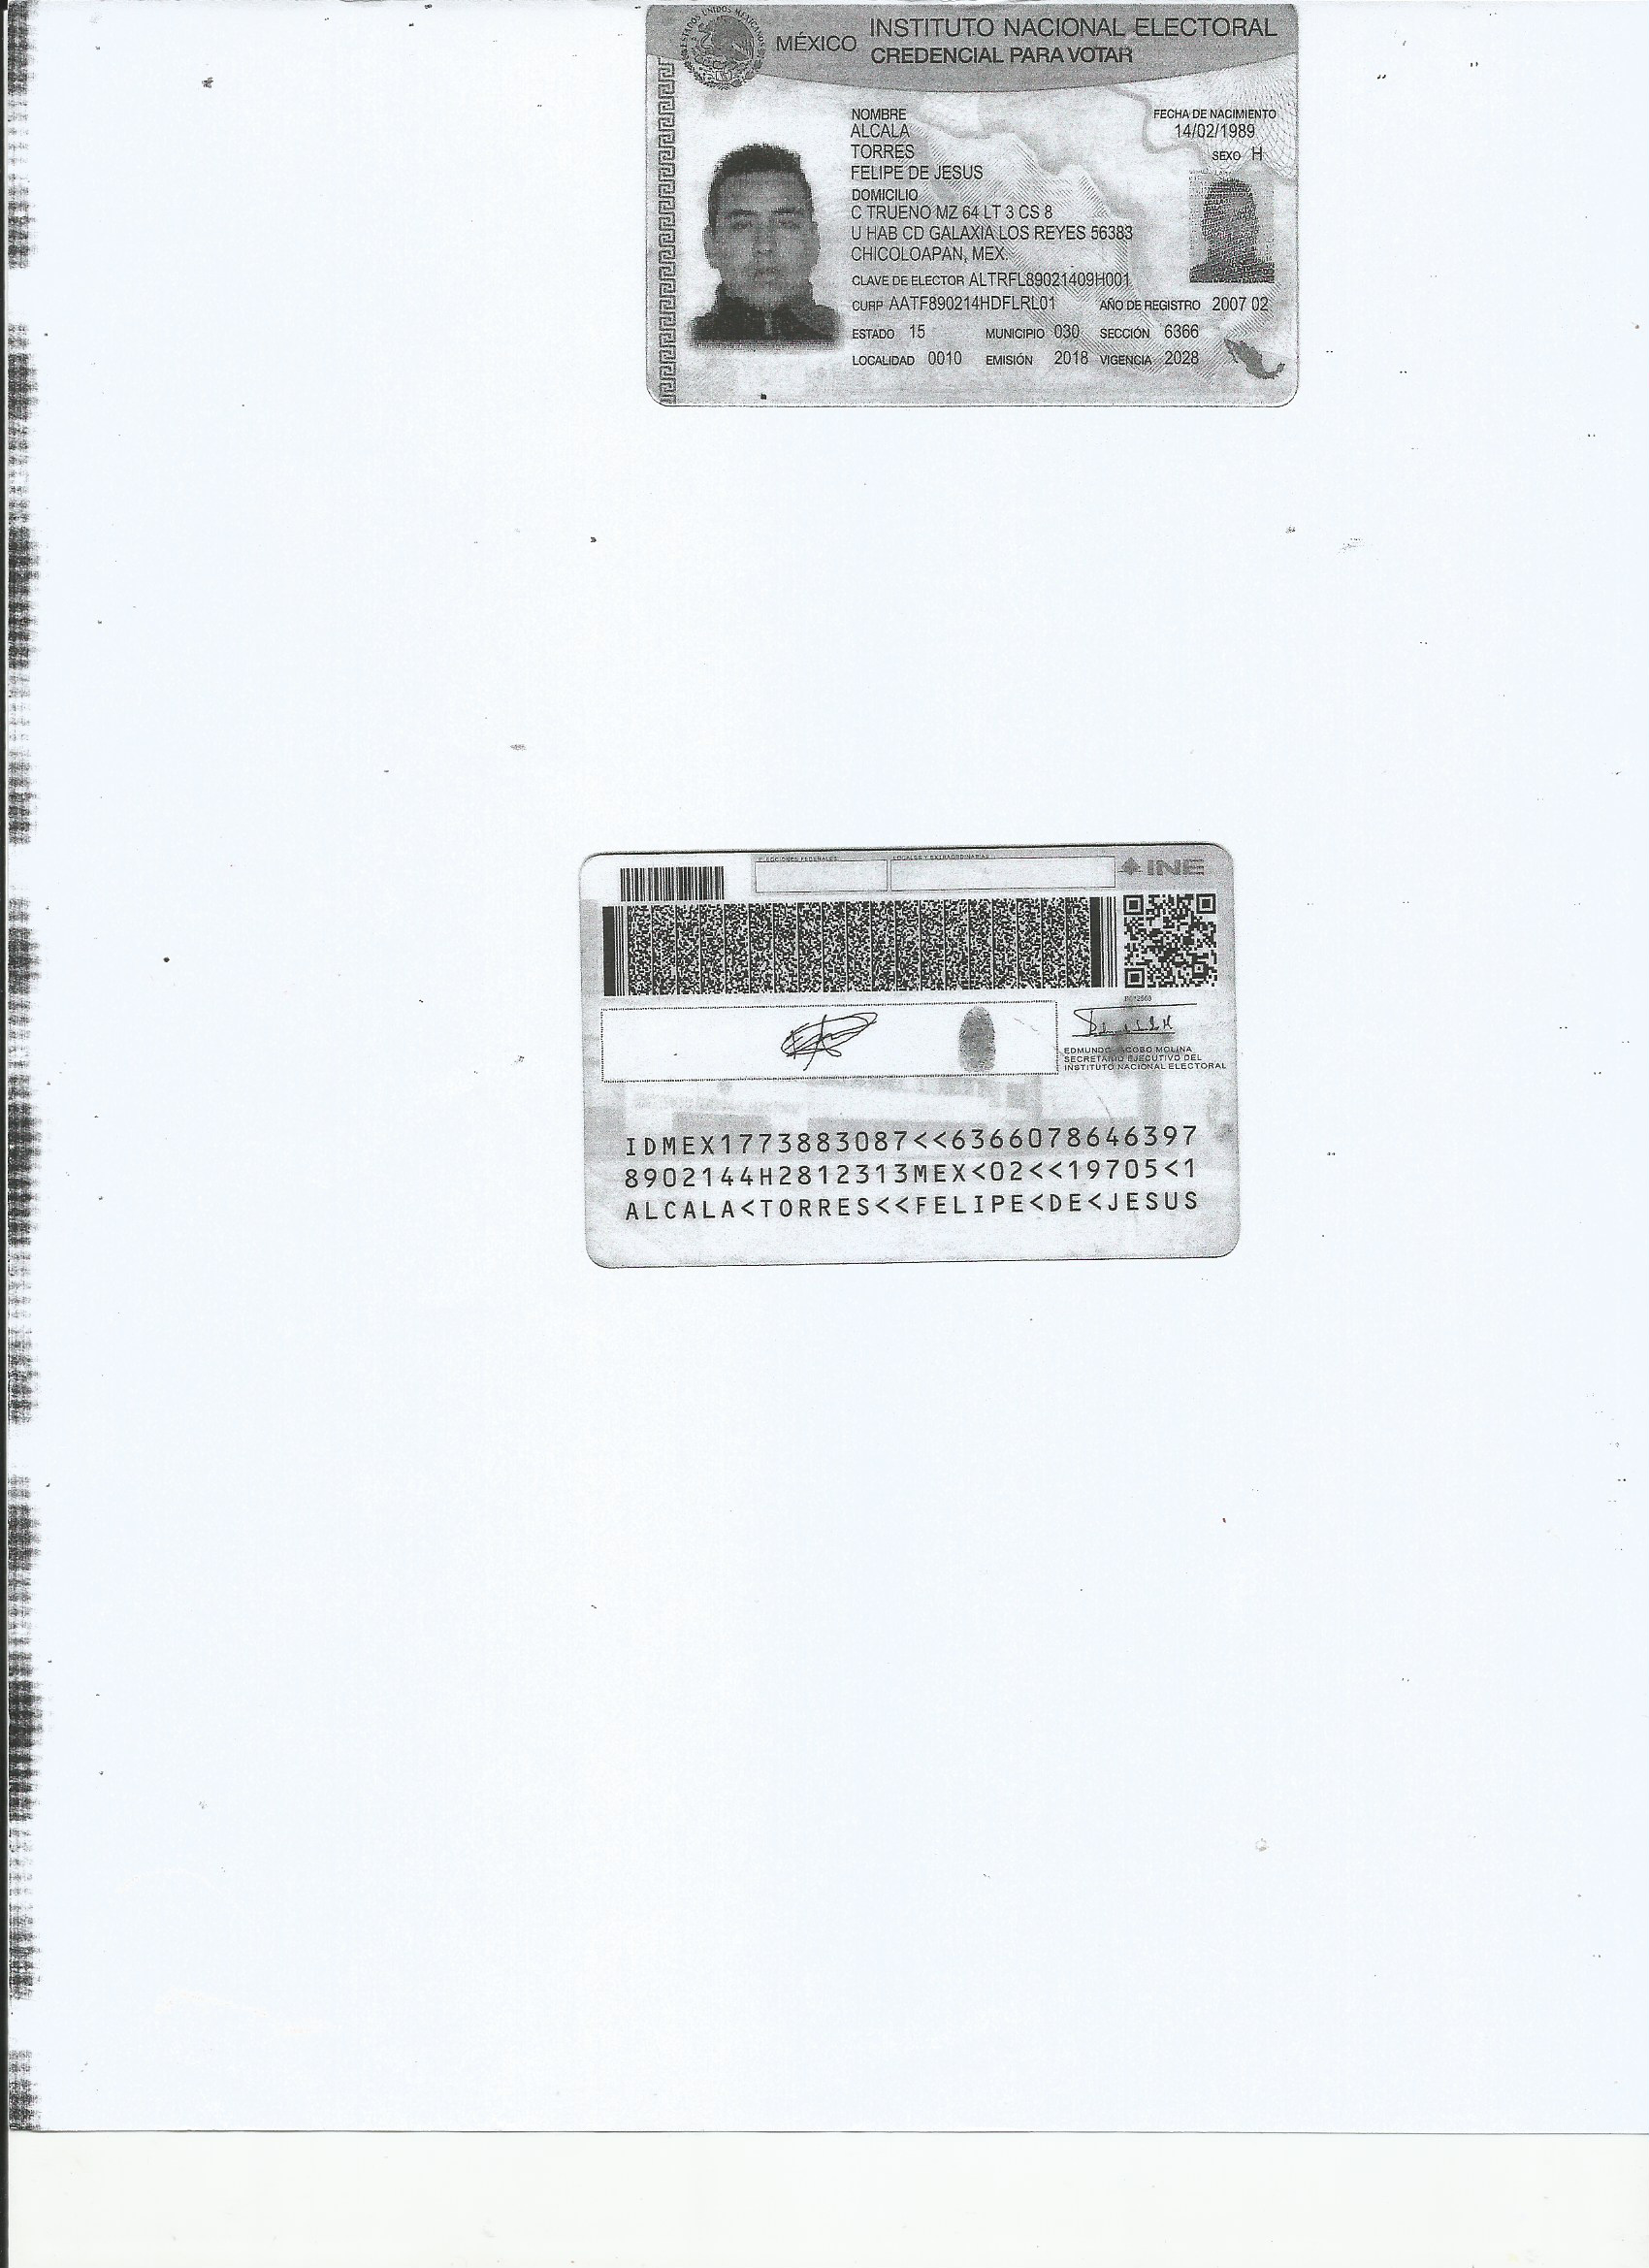 ESTADOS UNIDOS MEXICANOS
MÉXICO INSTITUTO NACIONAL ELECTORAL
CREDENCIAL PARA VOTAR
NOMBRE
ALCALA
TORRES
FELIPE DE JESUS
FECHA DE NACIMIENTO
14/02/1989
SEXO H
DOMICILIO
C TRUENO MZ 64 LT 3 CS 8
U HAB CD GALAXIA LOS REYES 56383
CHICOLOAPAN, MEX.
CLAVE DE ELECTOR ALTRFL89021409H001
CURP AATF890214HDFLRL01 AÑO DE REGISTRO 2007 02
ESTADO 15 MUNICIPIO 030 SECCIÓN 6366
LOCALIDAD 0010 EMISIÓN 2018 VIGENCIA 2028
ELECCIONES FEDERALES LOCALES Y EXTRAORDINARIAS INE
EDMUNDO JACOBO MOLINA
SECRETARIO EJECUTIVO DEL
INSTITUTO NACIONAL ELECTORAL
IDMEX1773883087<<6366078646397
8902144H2812313MEX<02<<19705<1
ALCALA<TORRES<<FELIPE<DE<JESUS